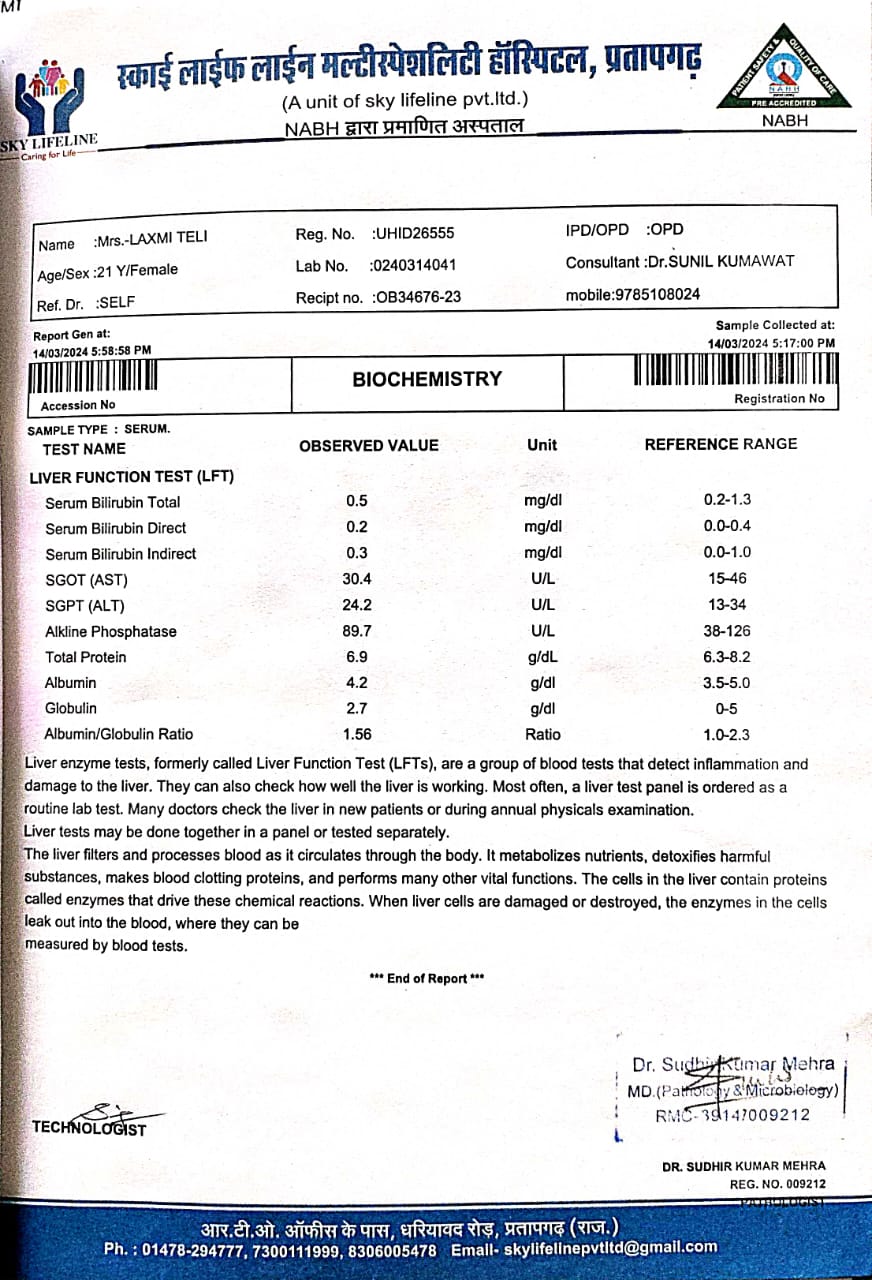 MI
स्काई लाईफ लाईन मल्टीस्पेशलिटी हॉस्पिटल, प्रतापगढ़
(A unit of sky lifeline pvt.ltd.)
NABH द्वारा प्रमाणित अस्पताल
SKY LIFELINE
Caring for Life
PATIENT SAFETY & QUALITY OF CARE
NABH
PRE ACCREDITED
NABH
Name :Mrs.-LAXMI TELI Reg. No. :UHID26555 IPD/OPD :OPD
Age/Sex :21 Y/Female Lab No. :0240314041 Consultant :Dr.SUNIL KUMAWAT
Ref. Dr. :SELF Recipt no. :OB34676-23 mobile:9785108024
Report Gen at: Sample Collected at:
14/03/2024 5:58:58 PM 14/03/2024 5:17:00 PM
BIOCHEMISTRY
Accession No Registration No
SAMPLE TYPE : SERUM.
TEST NAME OBSERVED VALUE Unit REFERENCE RANGE
LIVER FUNCTION TEST (LFT)
Serum Bilirubin Total 0.5 mg/dl 0.2-1.3
Serum Bilirubin Direct 0.2 mg/dl 0.0-0.4
Serum Bilirubin Indirect 0.3 mg/dl 0.0-1.0
SGOT (AST) 30.4 U/L 15-46
SGPT (ALT) 24.2 U/L 13-34
Alkline Phosphatase 89.7 U/L 38-126
Total Protein 6.9 g/dL 6.3-8.2
Albumin 4.2 g/dl 3.5-5.0
Globulin 2.7 g/dl 0-5
Albumin/Globulin Ratio 1.56 Ratio 1.0-2.3
Liver enzyme tests, formerly called Liver Function Test (LFTs), are a group of blood tests that detect inflammation and
damage to the liver. They can also check how well the liver is working. Most often, a liver test panel is ordered as a
routine lab test. Many doctors check the liver in new patients or during annual physicals examination.
Liver tests may be done together in a panel or tested separately.
The liver filters and processes blood as it circulates through the body. It metabolizes nutrients, detoxifies harmful
substances, makes blood clotting proteins, and performs many other vital functions. The cells in the liver contain proteins
called enzymes that drive these chemical reactions. When liver cells are damaged or destroyed, the enzymes in the cells
leak out into the blood, where they can be
measured by blood tests.
*** End of Report ***
Dr. Sudhir Kumar Mehra
MD.(Pathology & Microbiology)
RMC-39147009212
TECHNOLOGIST
DR. SUDHIR KUMAR MEHRA
REG. NO. 009212
PATHOLOGIST
आर.टी.ओ. ऑफीस के पास, धरियावद रोड़, प्रतापगढ़ (राज.)
Ph. : 01478-294777, 7300111999, 8306005478 Email- skylifelinepvtltd@gmail.com